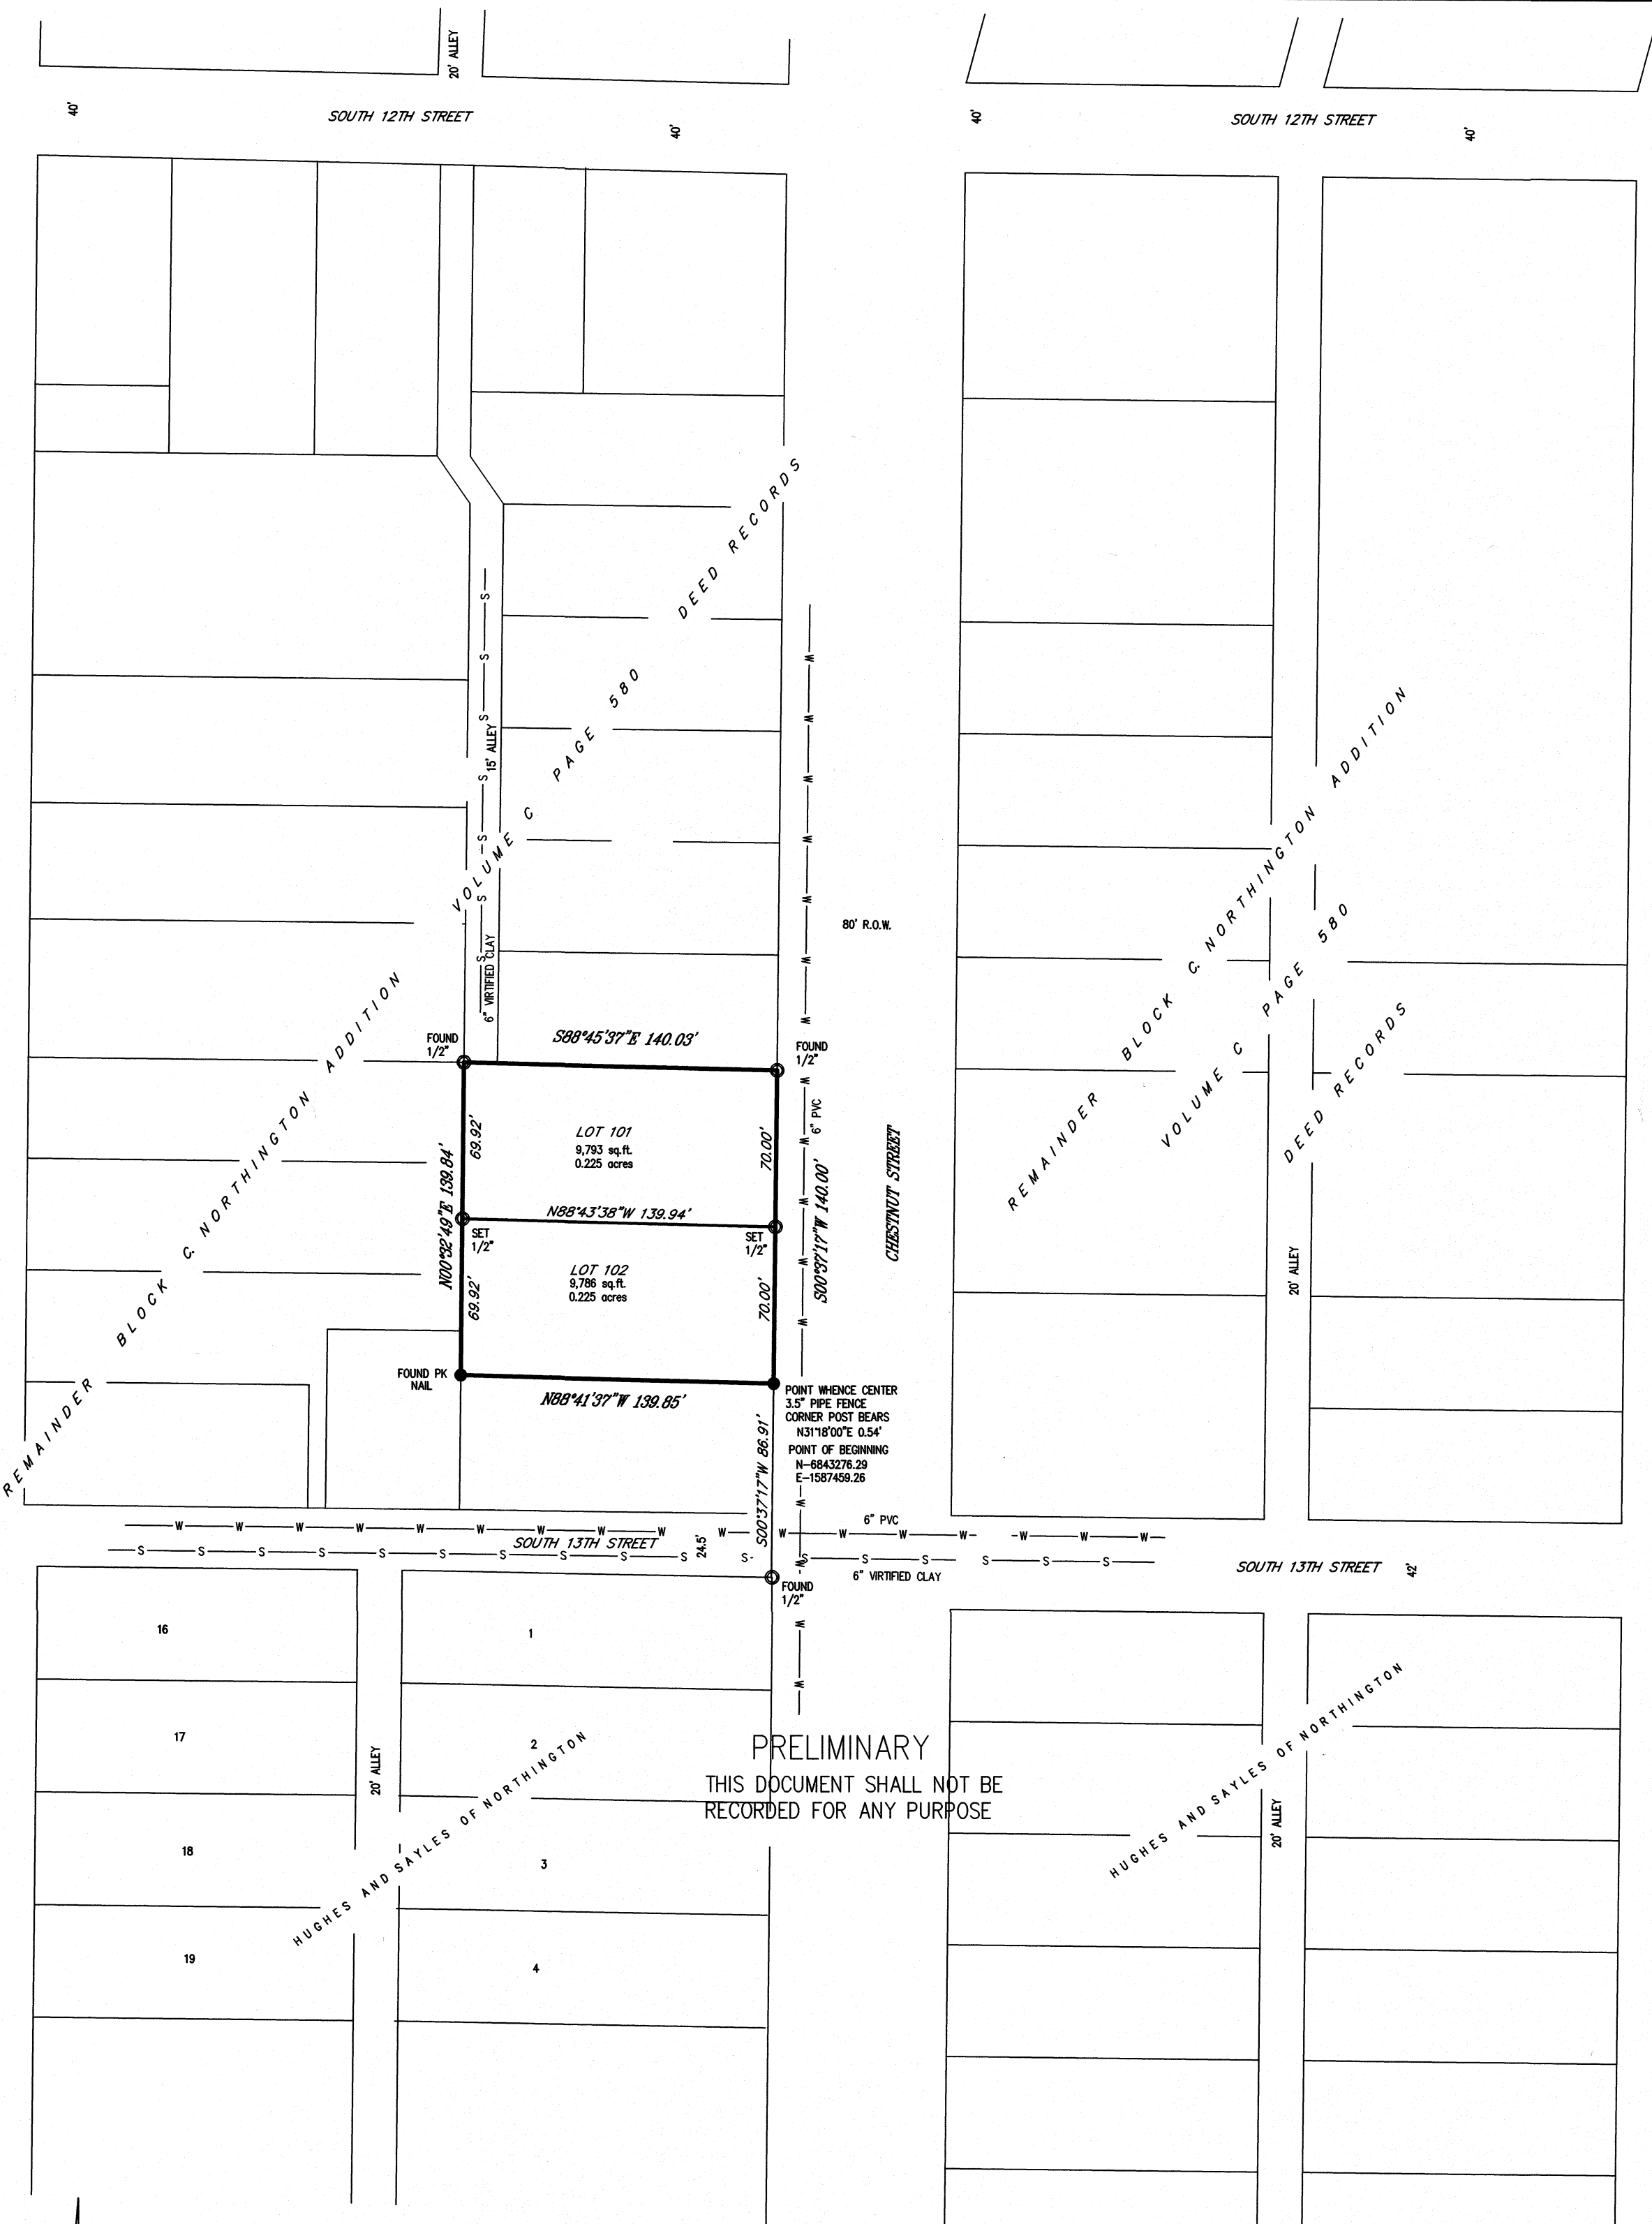 20' ALLEY
40'
SOUTH 12TH STREET
40'
40'
SOUTH 12TH STREET
40'
DEED RECORDS
VOLUME C PAGE 580
S
S
S
15' ALLEY
S
S
S
S
6" VIRTIFIED CLAY
W
W
W
W
W
W
W
80' R.O.W.
REMAINDER BLOCK C. NORTHINGTON ADDITION
VOLUME C PAGE 580
DEED RECORDS
REMAINDER BLOCK C. NORTHINGTON ADDITION
FOUND
1/2"
S88°45'37"E 140.03'
FOUND
1/2"
W
6" PVC
W
W
W
W
69.92'
LOT 101
9,793 sq.ft.
0.225 acres
70.00'
N00°32'49"E 139.84'
S00°37'17"W 140.00'
CHESTNUT STREET
N88°43'38"W 139.94'
SET
1/2"
SET
1/2"
69.92'
LOT 102
9,786 sq.ft.
0.225 acres
70.00'
20' ALLEY
FOUND PK
NAIL
N88°41'37"W 139.85'
POINT WHENCE CENTER
3.5" PIPE FENCE
CORNER POST BEARS
N31°18'00"E 0.54'
POINT OF BEGINNING
N-6843276.29
E-1587459.26
S00°37'17"W 86.91'
W
6" PVC
W W W W W W W W W W W W W W W W W
SOUTH 13TH STREET
24.5'
S S S S S S S S S S S S S S S S S
W
6" VIRTIFIED CLAY
SOUTH 13TH STREET
42'
FOUND
1/2"
W
W
16
1
17
2
18
3
19
4
20' ALLEY
HUGHES AND SAYLES OF NORTHINGTON
PRELIMINARY
THIS DOCUMENT SHALL NOT BE
RECORDED FOR ANY PURPOSE
HUGHES AND SAYLES OF NORTHINGTON
20' ALLEY